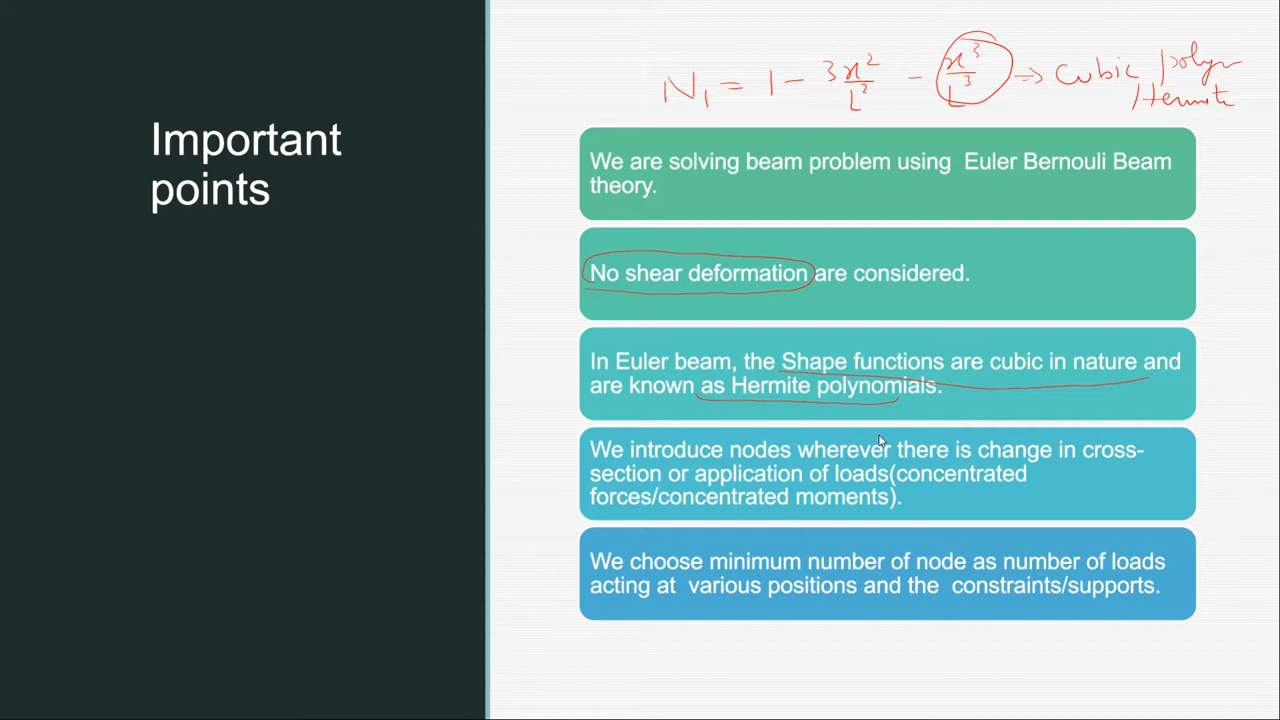 N₁ = 1 - 3x²/L² - x³/L³ ⇒ Cubic polyn
Hermite
Important
points
We are solving beam problem using Euler Bernouli Beam
theory.
No shear deformation are considered.
In Euler beam, the Shape functions are cubic in nature and
are known as Hermite polynomials.
We introduce nodes wherever there is change in cross-
section or application of loads(concentrated
forces/concentrated moments).
We choose minimum number of node as number of loads
acting at various positions and the constraints/supports.